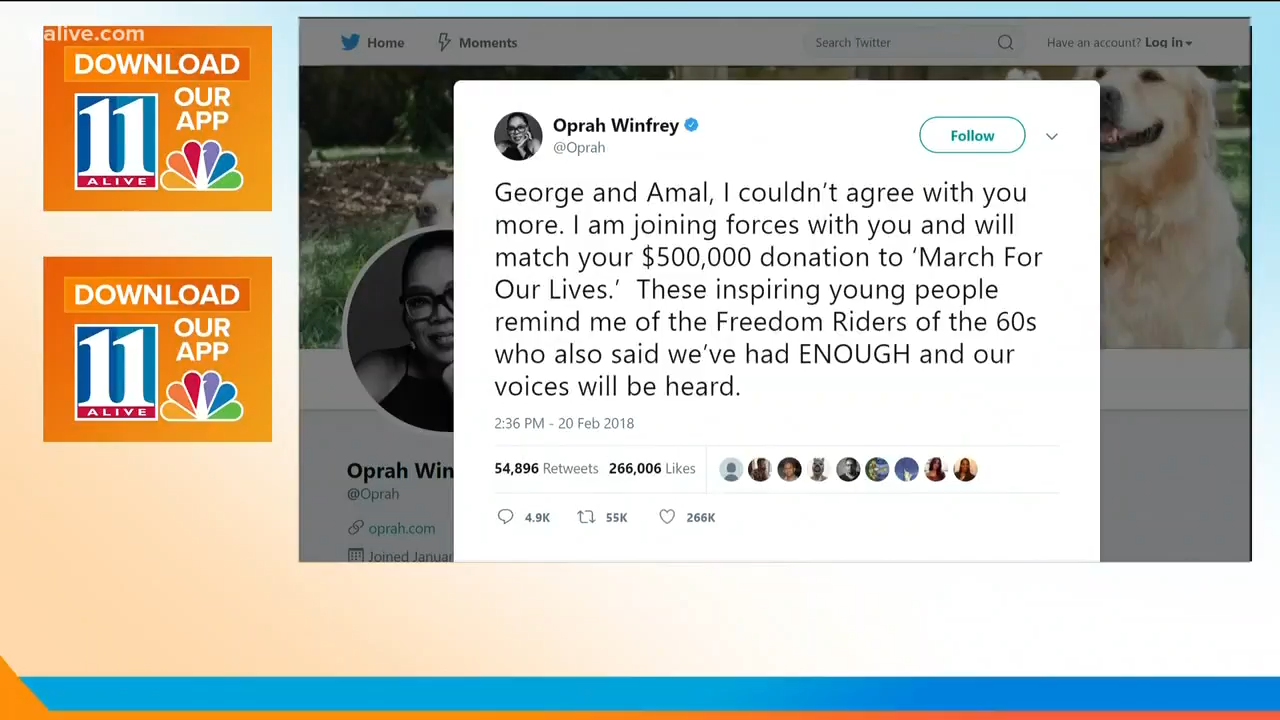 alive.com
DOWNLOAD
OUR
APP
11
ALIVE
DOWNLOAD
OUR
APP
11
ALIVE
Home
Moments
Search Twitter
Have an account? Log in
Oprah Winfrey
@Oprah
Follow
George and Amal, I couldn’t agree with you
more. I am joining forces with you and will
match your $500,000 donation to ‘March For
Our Lives.’ These inspiring young people
remind me of the Freedom Riders of the 60s
who also said we’ve had ENOUGH and our
voices will be heard.
2:36 PM - 20 Feb 2018
54,896 Retweets 266,006 Likes
4.9K 55K 266K
Oprah Win
@Oprah
oprah.com
Joined Januar